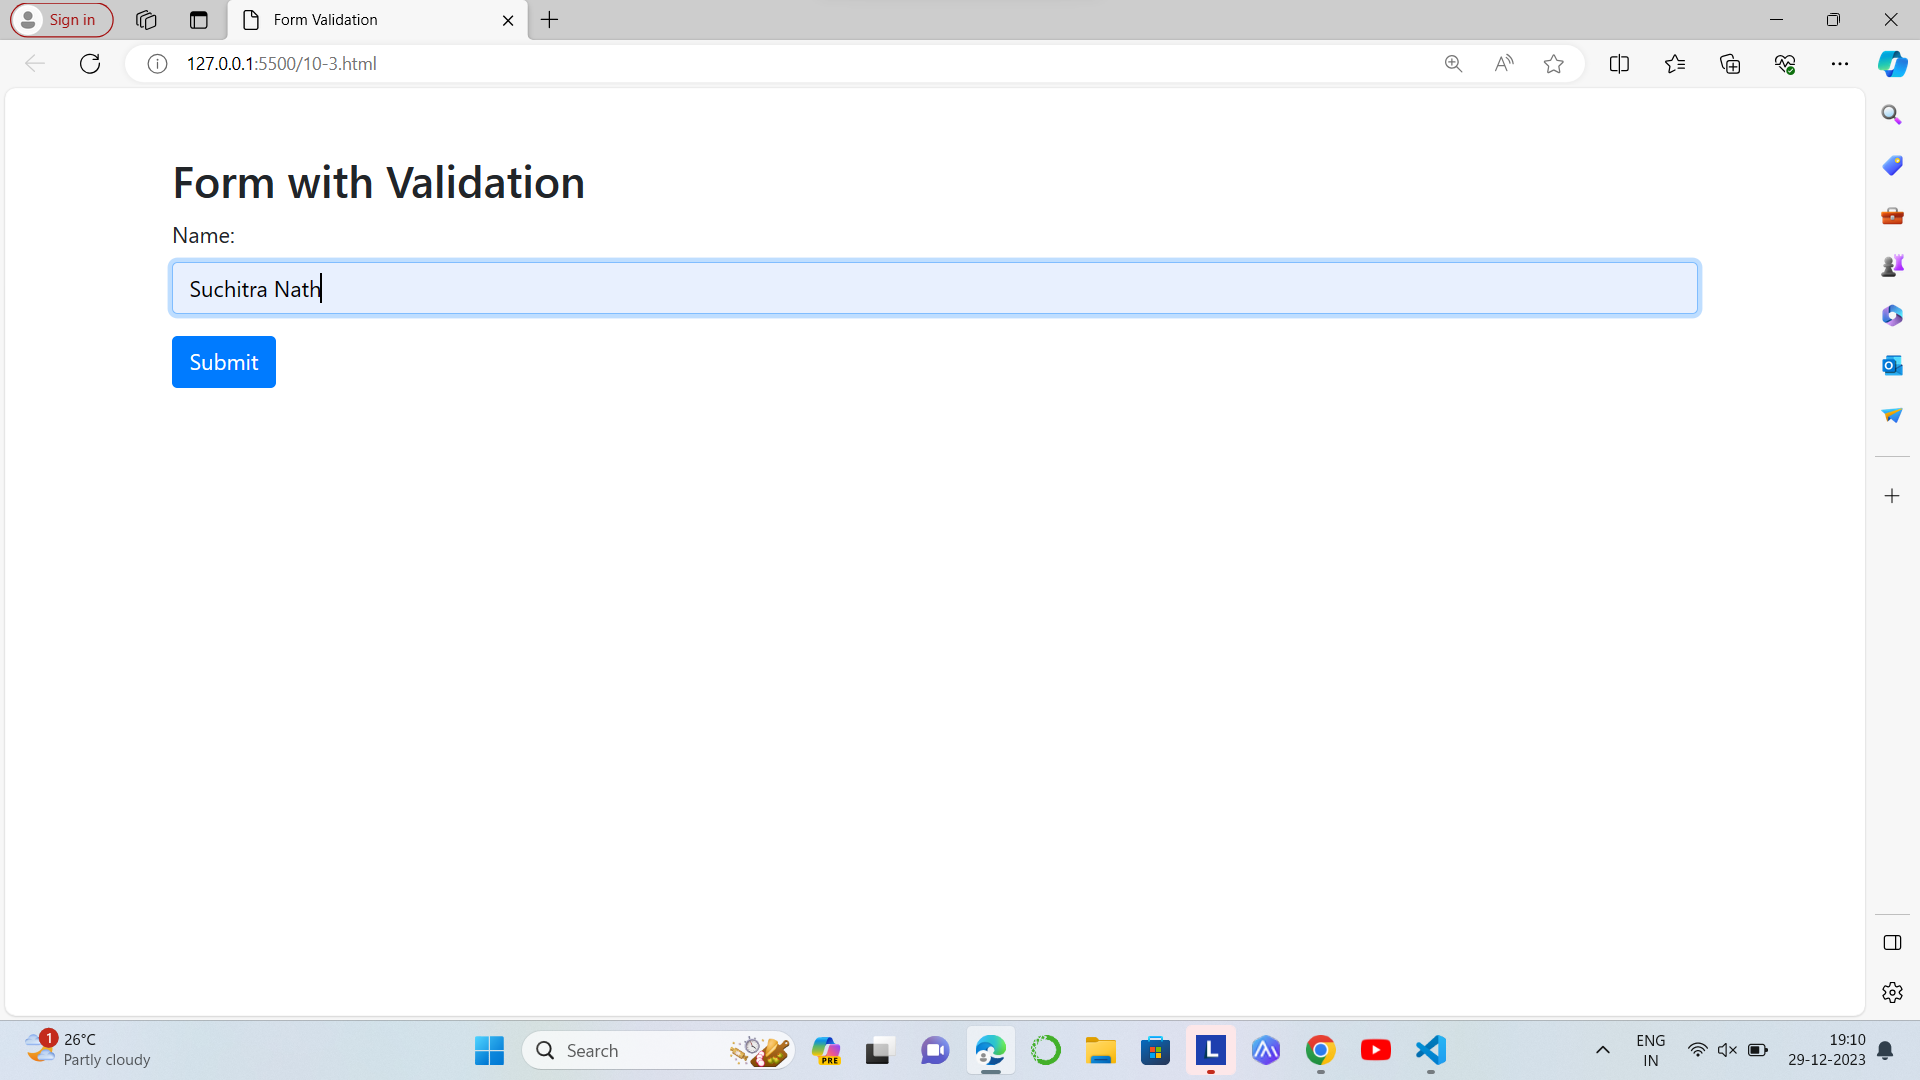 Sign in
Form Validation
127.0.0.1:5500/10-3.html
Form with Validation
Name:
Suchitra Nath
Submit
1
26°C
Partly cloudy
Search
PRE
L
ENG
IN
19:10
29-12-2023